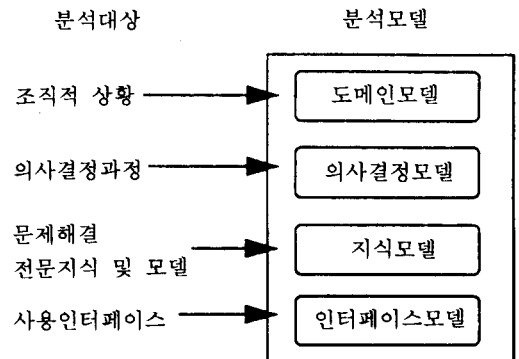 분석대상 분석모델
조직적 상황 도메인모델
의사결정과정 의사결정모델
문제해결
전문지식 및 모델 지식모델
사용인터페이스 인터페이스모델